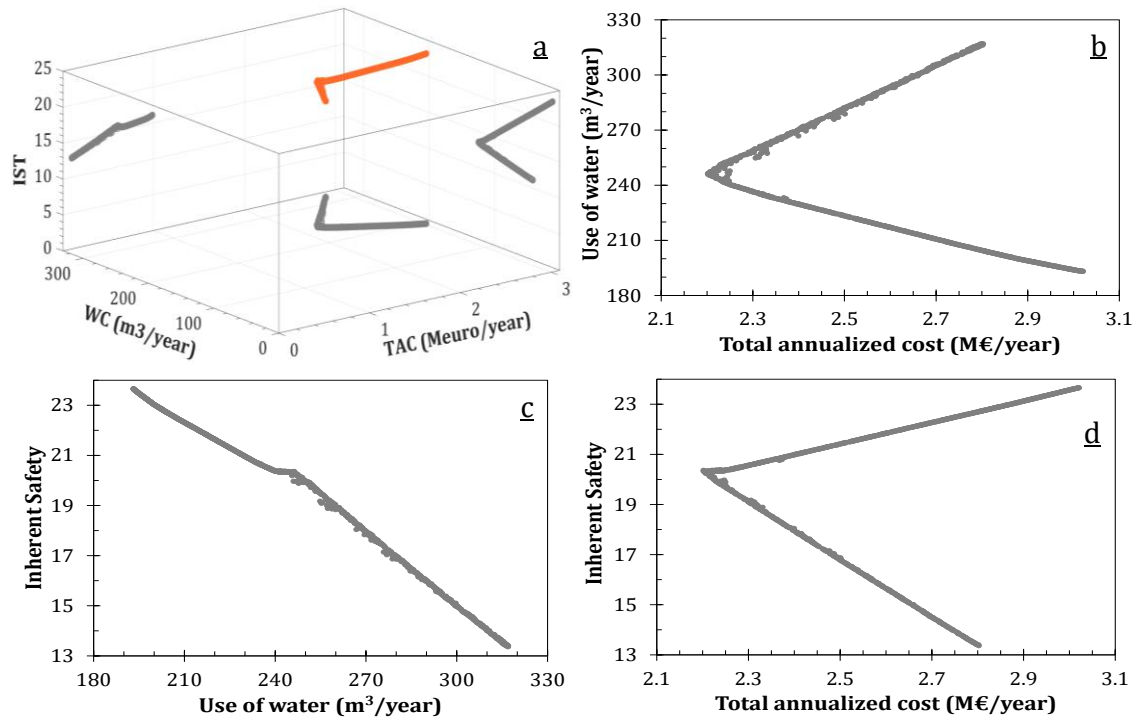 a
25
20
15
10
5
0
IST
300
200
100
0
WC (m3/year)
0
1
2
3
TAC (Meuro/year)
b
330
300
270
240
210
180
Use of water (m³/year)
2.1 2.3 2.5 2.7 2.9 3.1
Total annualized cost (M€/year)
c
23
21
19
17
15
13
Inherent Safety
180 210 240 270 300 330
Use of water (m³/year)
d
23
21
19
17
15
13
Inherent Safety
2.1 2.3 2.5 2.7 2.9 3.1
Total annualized cost (M€/year)